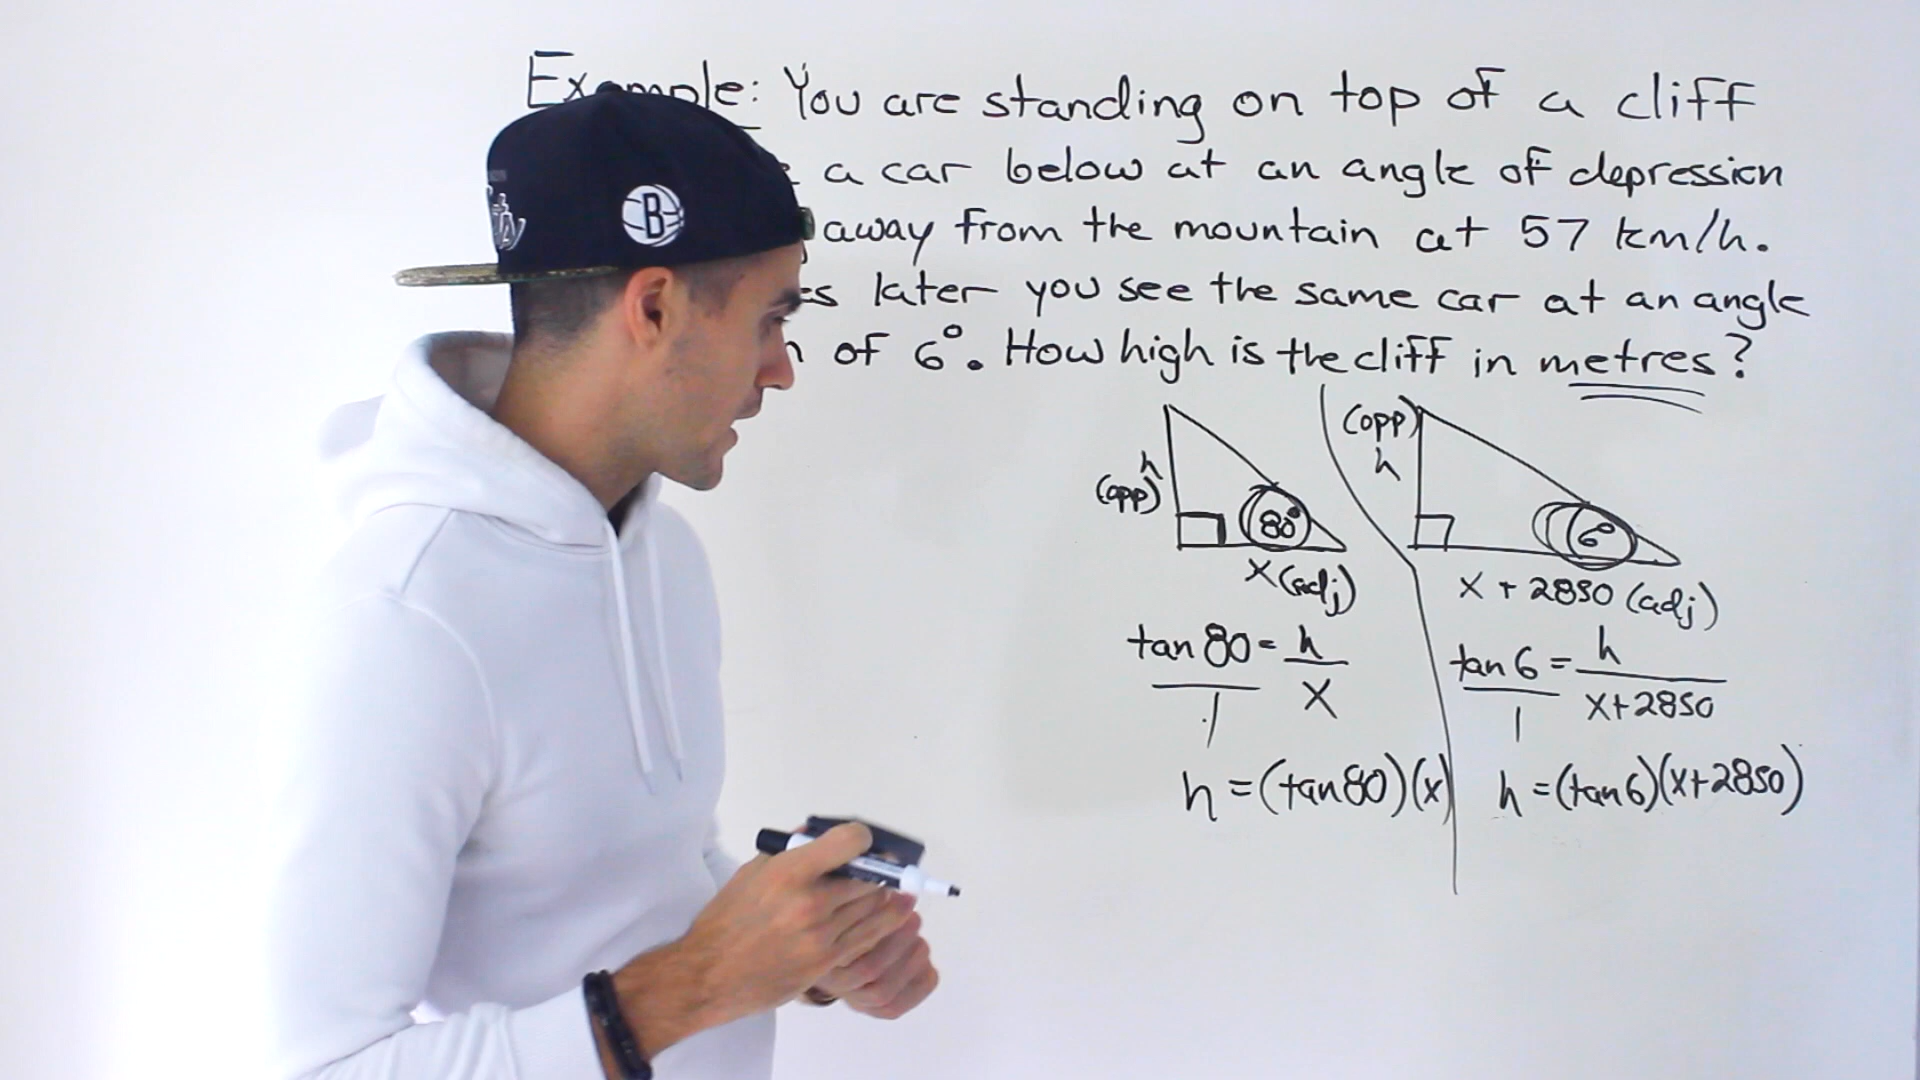 Example: You are standing on top of a cliff
a car below at an angle of depression
away from the mountain at 57 km/h.
later you see the same car at an angle
of 6°. How high is the cliff in metres?
B
(opp) h
80°
x (adj)
tan 80 = h
1 x
h = (tan 80)(x)
(opp)
h
6°
x + 2850 (adj)
tan 6 = h
1 x+2850
h = (tan 6)(x+2850)